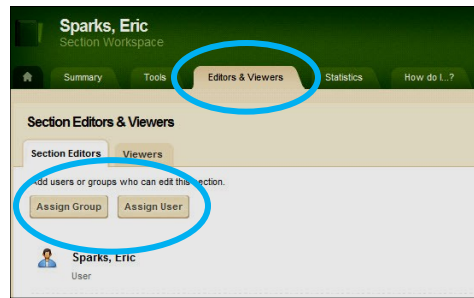 Sparks, Eric
Section Workspace
Summary Tools Editors & Viewers Statistics How do I...?
Section Editors & Viewers
Section Editors Viewers
Add users or groups who can edit this section.
Assign Group Assign User
Sparks, Eric
User